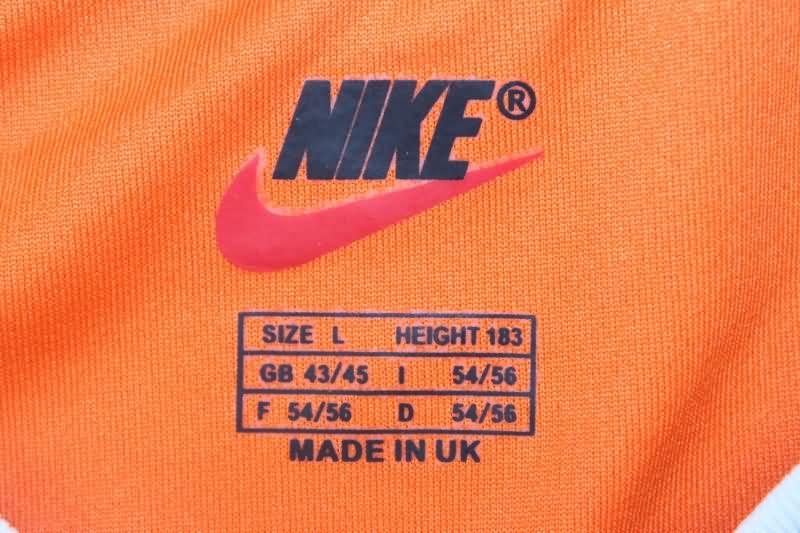 NIKE®
SIZE L HEIGHT 183
GB 43/45 I 54/56
F 54/56 D 54/56
MADE IN UK